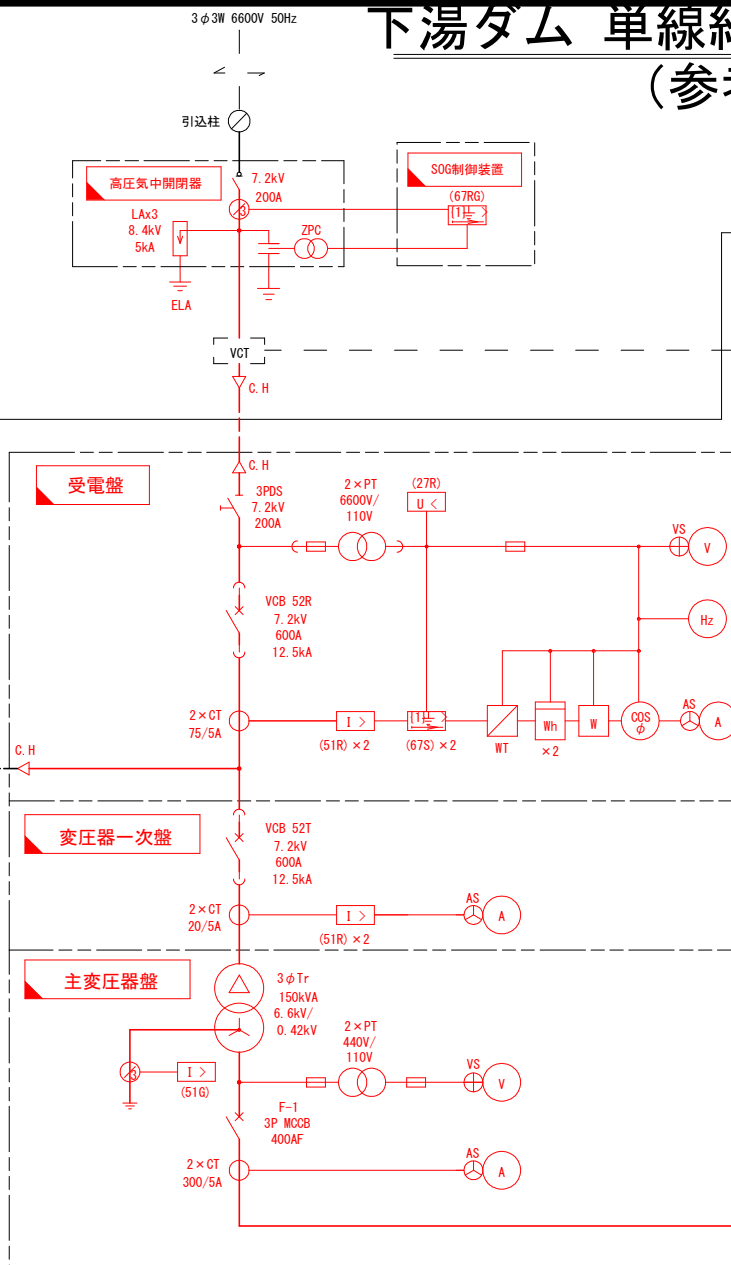 下湯ダム 単線
(参
3φ3W 6600V 50Hz
引込柱
高圧気中開閉器
7.2kV
200A
3
LAx3
8.4kV
5kA
ELA
ZPC
SOG制御装置
(67RG)
VCT
C.H
C.H
受電盤
3PDS
7.2kV
200A
2×PT
6600V/
110V
(27R)
U <
VS
V
Hz
VCB 52R
7.2kV
600A
12.5kA
2×CT
75/5A
I >
(51R)×2
(67S)×2
WT
Wh
×2
W
COS
φ
AS
A
C.H
変圧器一次盤
VCB 52T
7.2kV
600A
12.5kA
2×CT
20/5A
I >
(51R)×2
AS
A
主変圧器盤
3φTr
150kVA
6.6kV/
0.42kV
2×PT
440V/
110V
VS
V
3
I >
(51G)
F-1
3P MCCB
400AF
2×CT
300/5A
AS
A